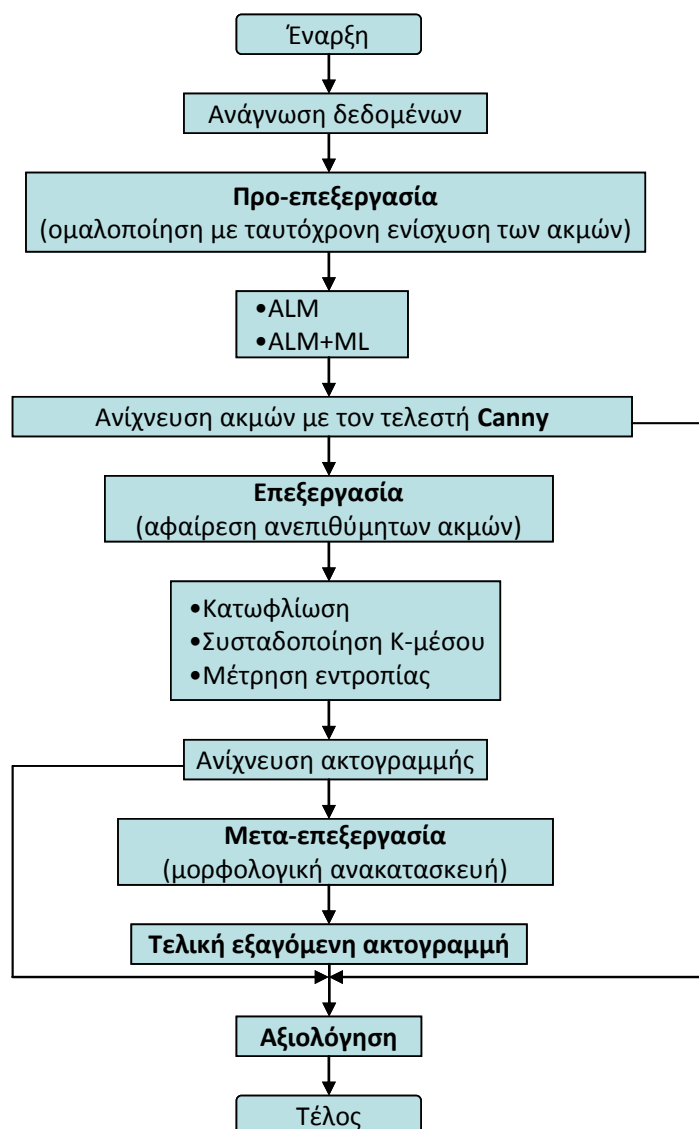 Έναρξη
Ανάγνωση δεδομένων
Προ-επεξεργασία
(ομαλοποίηση με ταυτόχρονη ενίσχυση των ακμών)
•ALM
•ALM+ML
Ανίχνευση ακμών με τον τελεστή Canny
Επεξεργασία
(αφαίρεση ανεπιθύμητων ακμών)
•Κατωφλίωση
•Συσταδοποίηση Κ-μέσου
•Μέτρηση εντροπίας
Ανίχνευση ακτογραμμής
Μετα-επεξεργασία
(μορφολογική ανακατασκευή)
Τελική εξαγόμενη ακτογραμμή
Αξιολόγηση
Τέλος